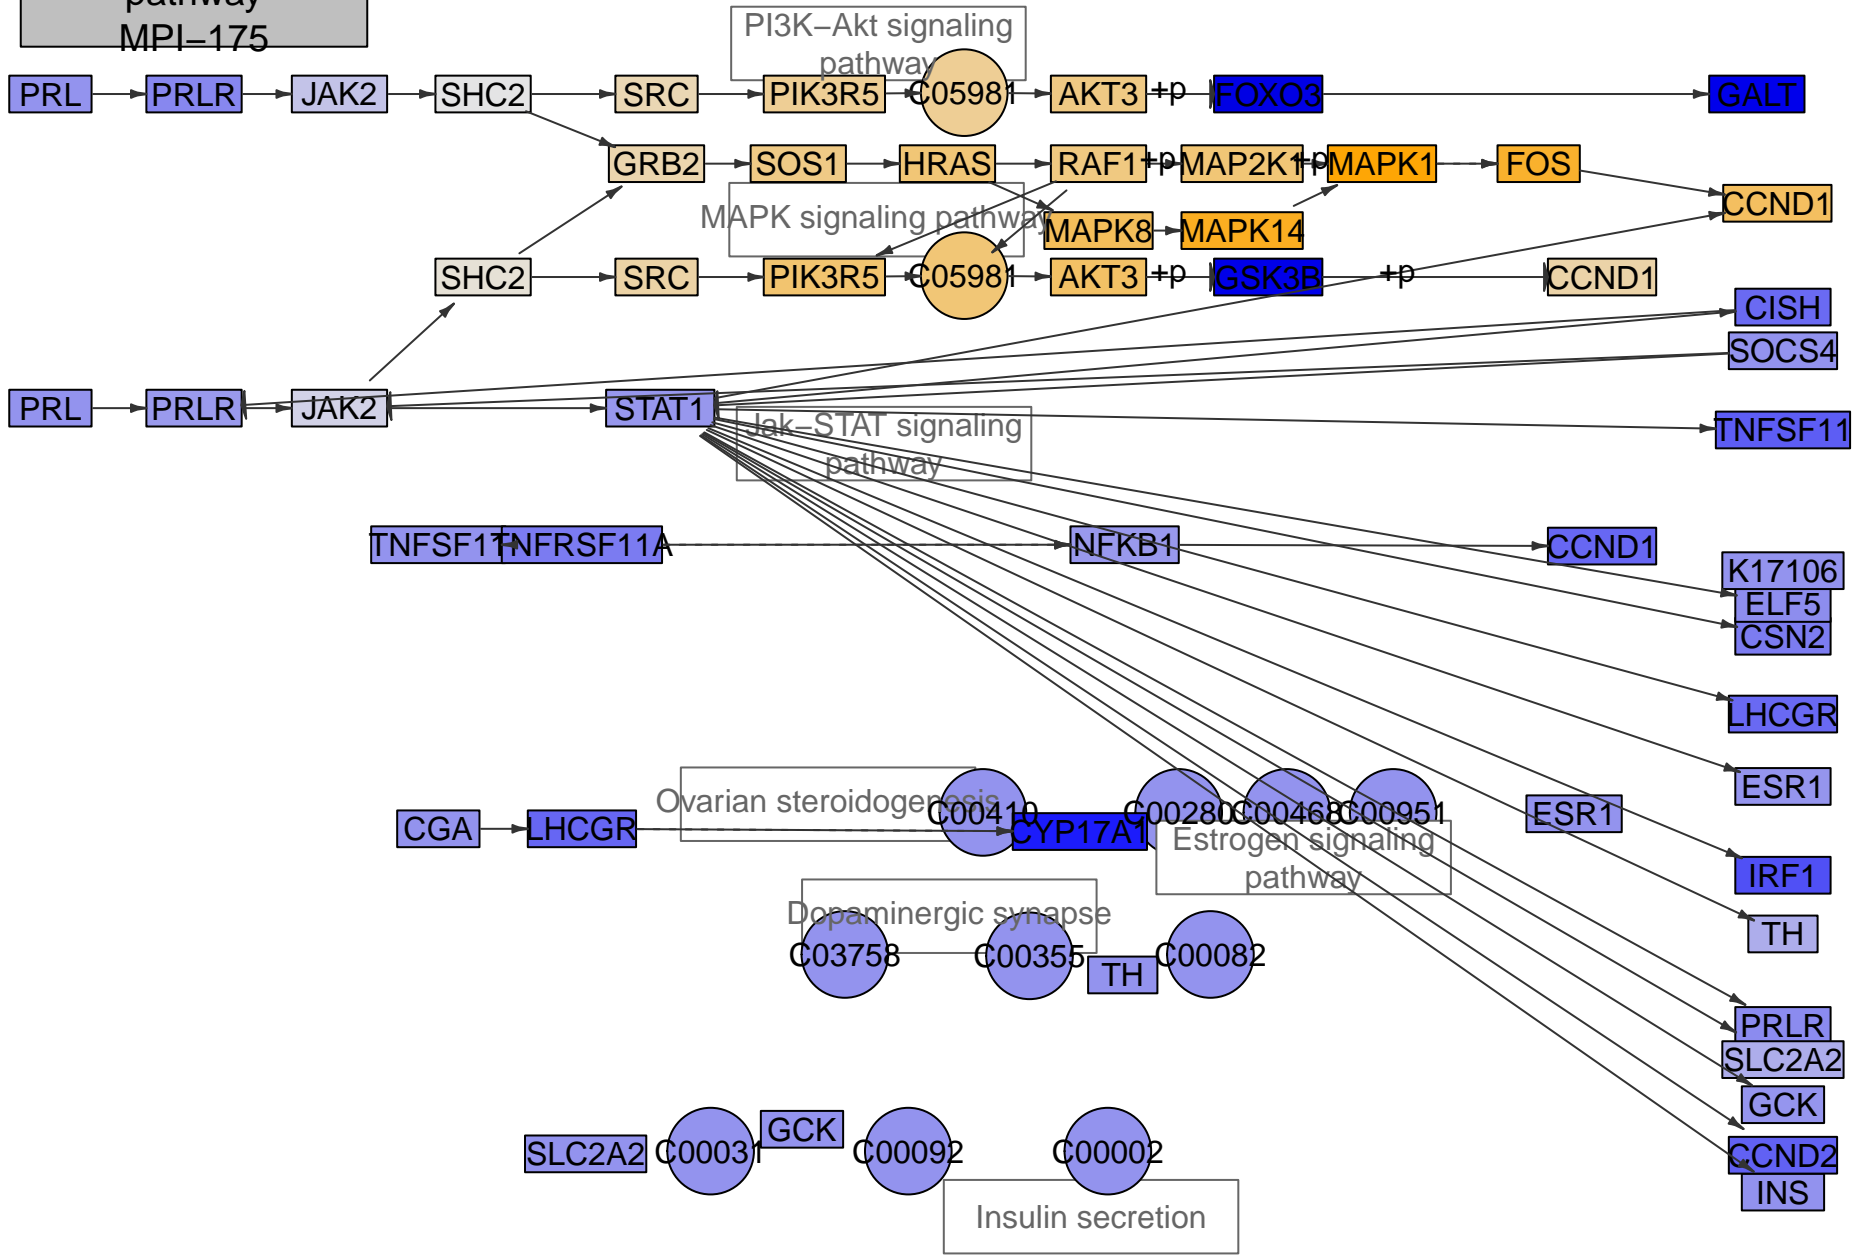 pathway
MPI–175
PI3K–Akt signaling
pathway
PRL
PRLR
JAK2
SHC2
SRC
PIK3R5
C05981
AKT3
+p
FOXO3
GALT
GRB2
SOS1
HRAS
RAF1
+p
MAP2K1
+p
MAPK1
FOS
CCND1
MAPK signaling pathway
MAPK8
MAPK14
SHC2
SRC
PIK3R5
C05981
AKT3
+p
GSK3B
+p
CCND1
CISH
SOCS4
PRL
PRLR
JAK2
STAT1
TNFSF11
Jak–STAT signaling
pathway
TNFSF11
TNFRSF11A
NFKB1
CCND1
K17106
ELF5
CSN2
LHCGR
ESR1
Ovarian steroidogenesis
C00410
C00280
C00468
C00951
ESR1
CGA
LHCGR
CYP17A1
Estrogen signaling
pathway
IRF1
Dopaminergic synapse
TH
C03758
C00355
TH
C00082
PRLR
SLC2A2
GCK
SLC2A2
C00031
GCK
C00092
C00002
CCND2
INS
Insulin secretion